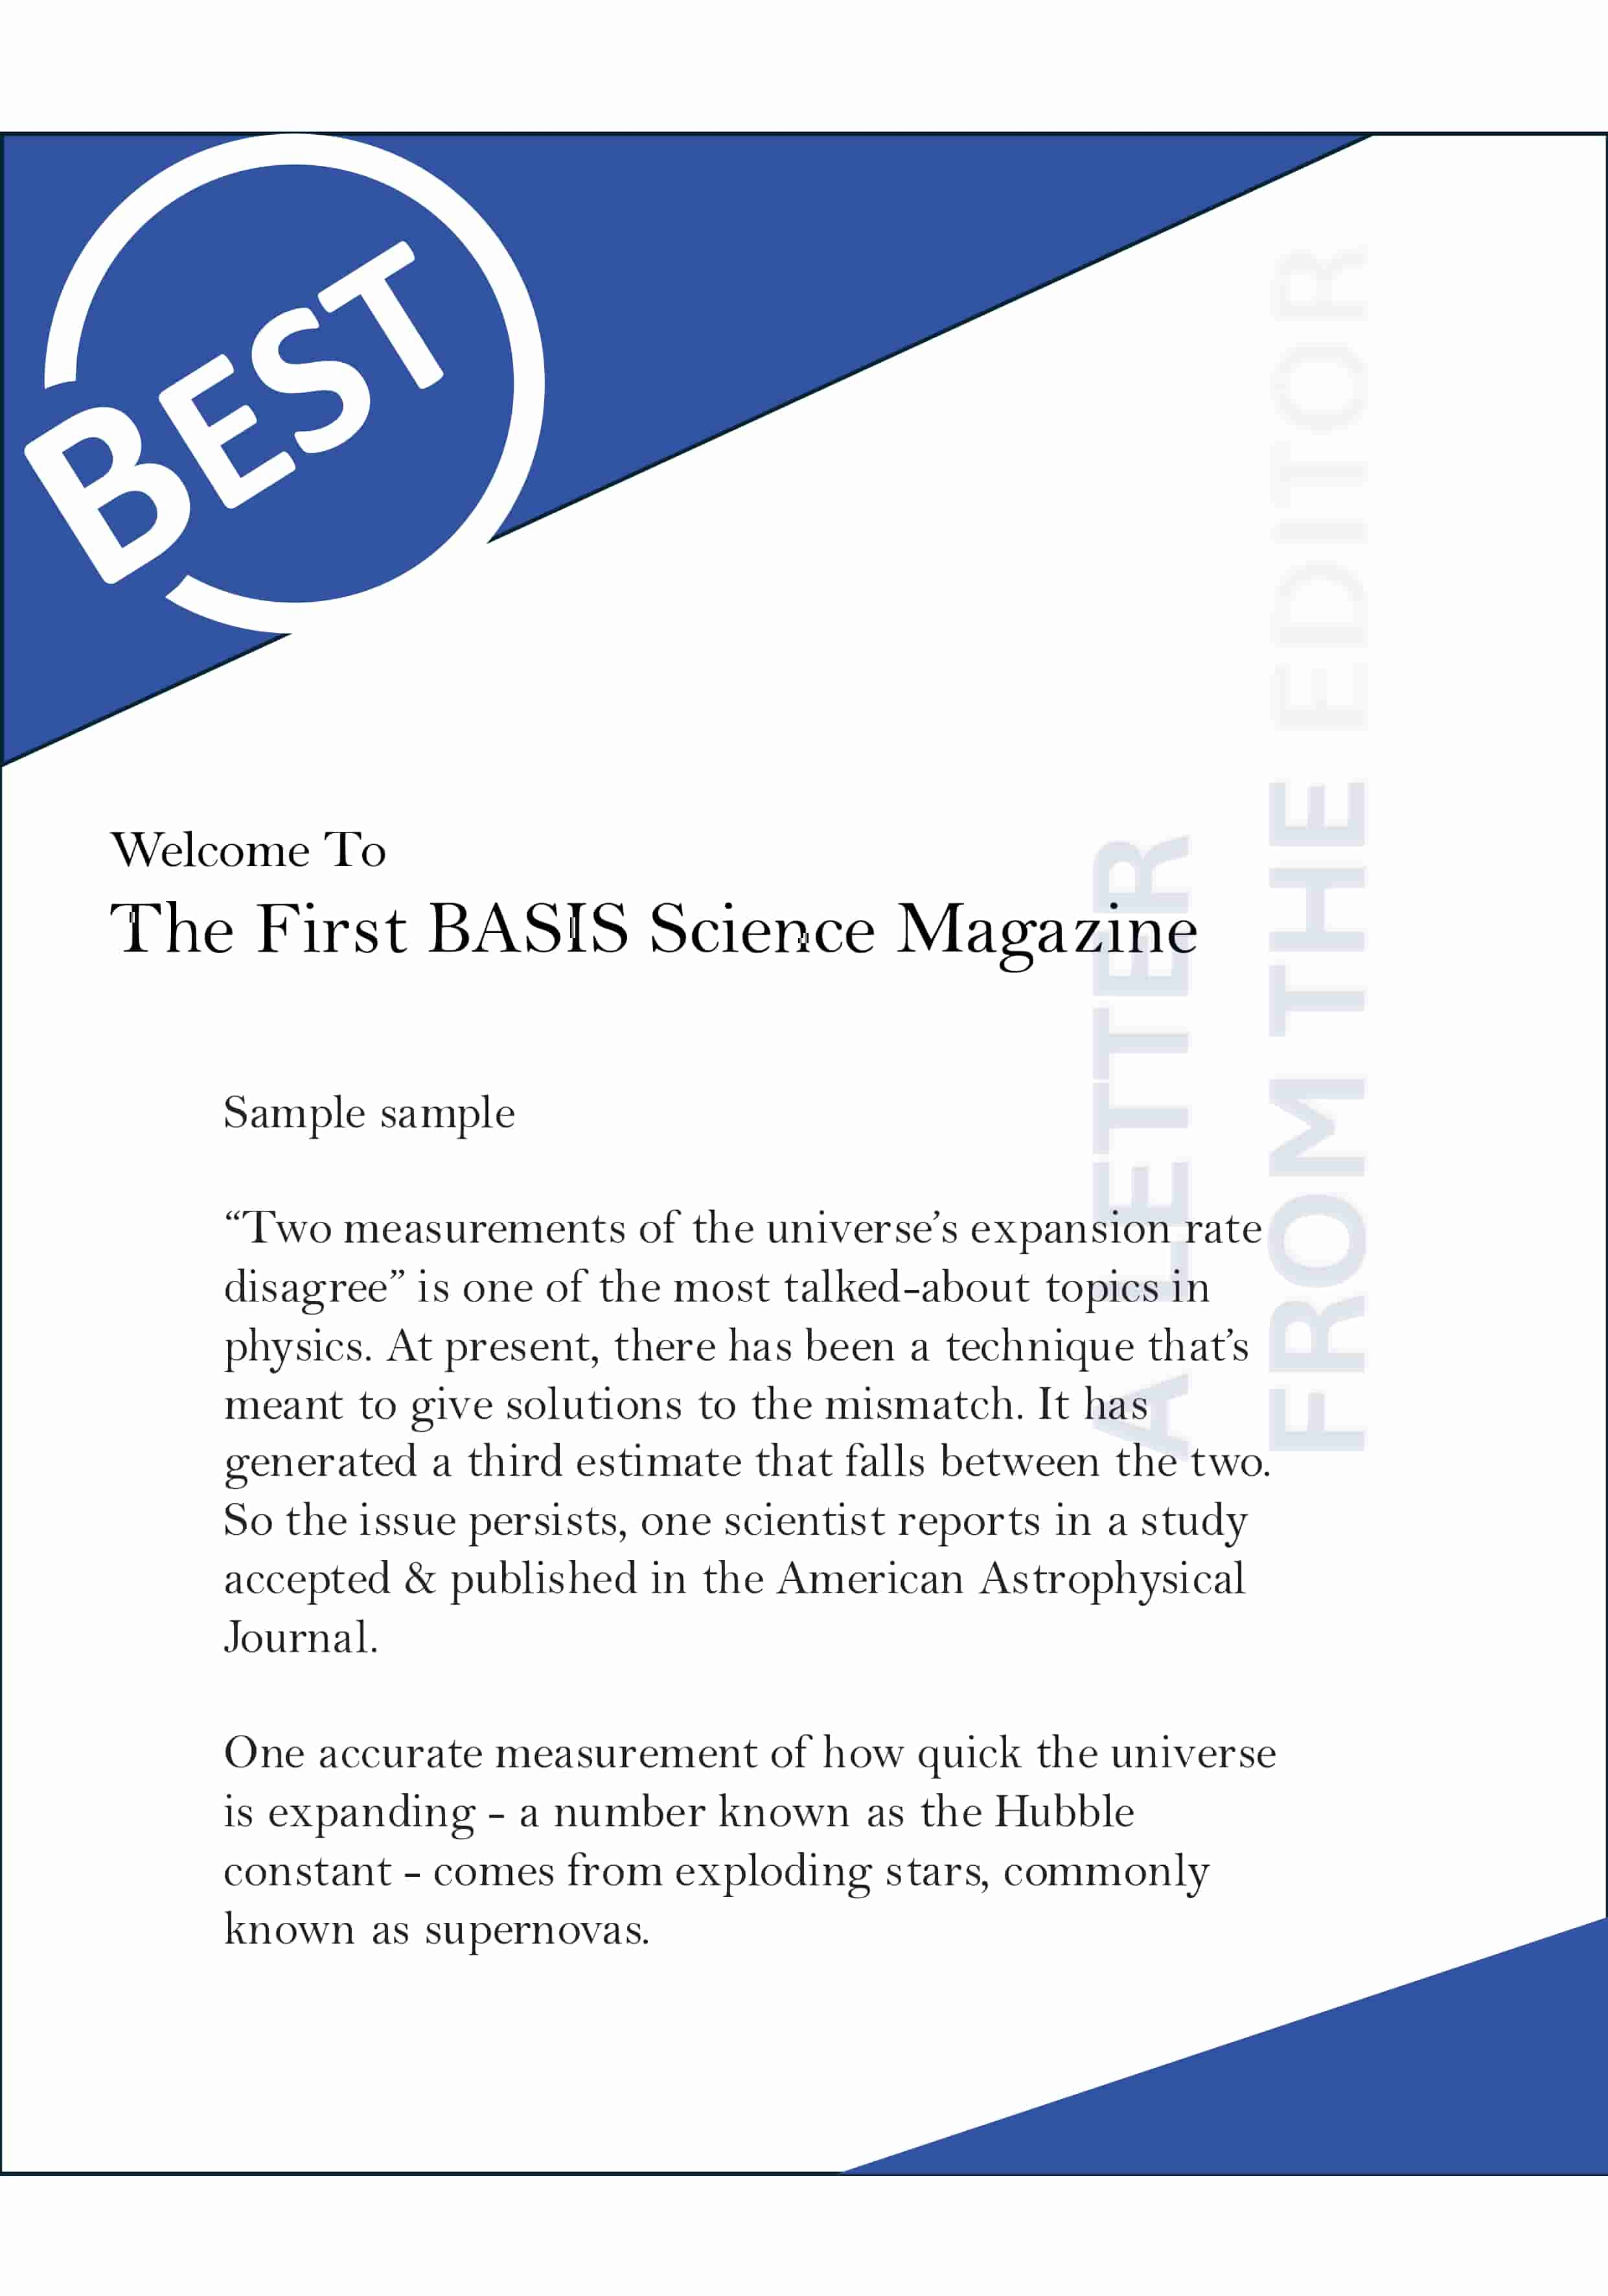 BEST
Welcome To
The First BASIS Science Magazine
A LETTER
FROM THE EDITOR
Sample sample
“Two measurements of the universe’s expansion rate
disagree” is one of the most talked-about topics in
physics. At present, there has been a technique that’s
meant to give solutions to the mismatch. It has
generated a third estimate that falls between the two.
So the issue persists, one scientist reports in a study
accepted & published in the American Astrophysical
Journal.
One accurate measurement of how quick the universe
is expanding - a number known as the Hubble
constant - comes from exploding stars, commonly
known as supernovas.